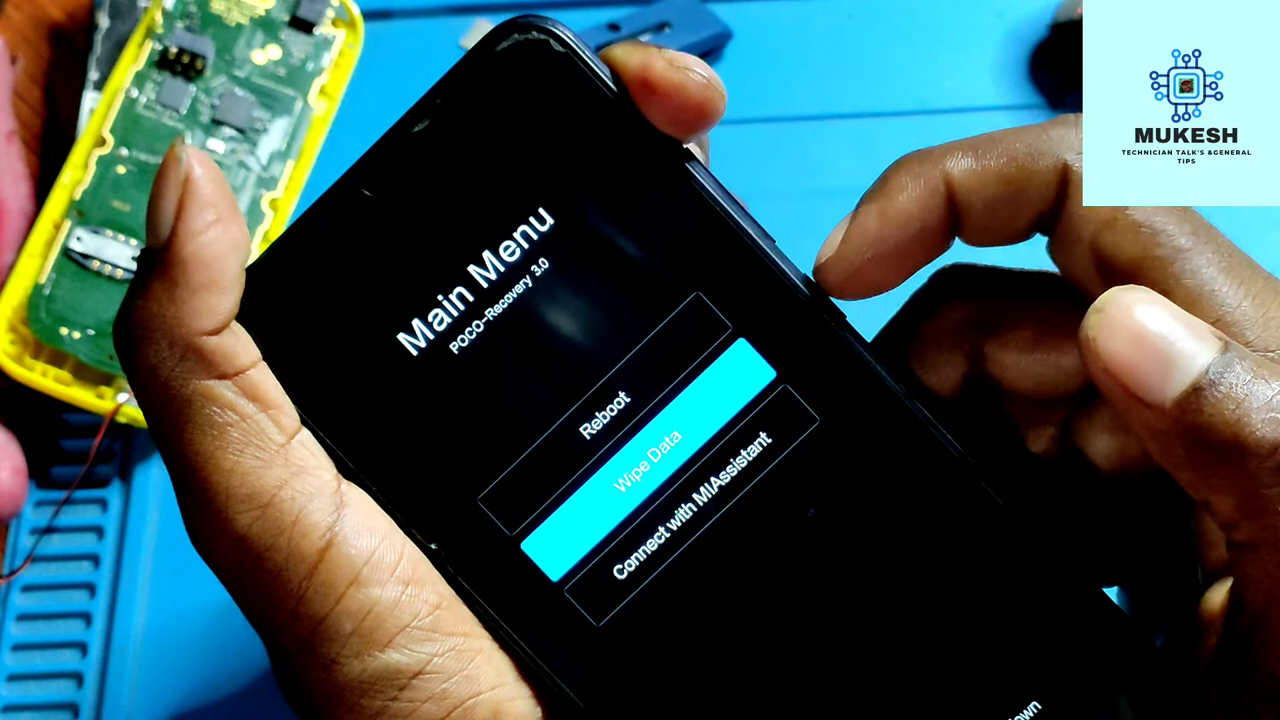 MUKESH
TECHNICIAN TALK'S &GENERAL
TIPS
Main Menu
POCO-Recovery 3.0
Reboot
Wipe Data
Connect with MIAssistant